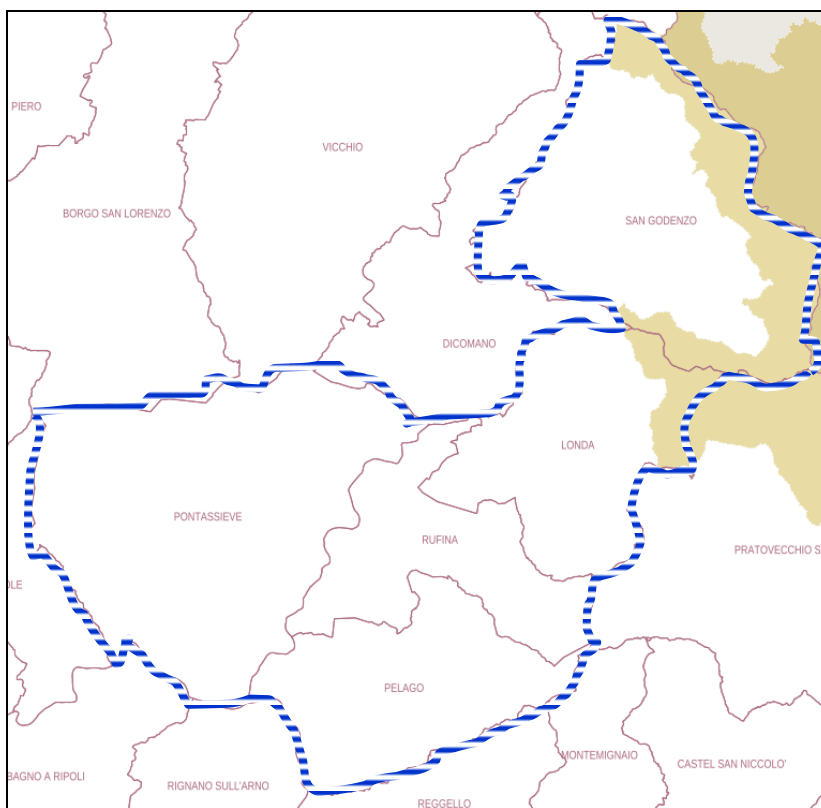 PIERO
VICCHIO
BORGO SAN LORENZO
SAN GODENZO
DICOMANO
LONDA
PONTASSIEVE
RUFINA
PRATOVECCHIO S
OLE
PELAGO
MONTEMIGNAIO
CASTEL SAN NICCOLO'
BAGNO A RIPOLI
RIGNANO SULL'ARNO
REGGELLO